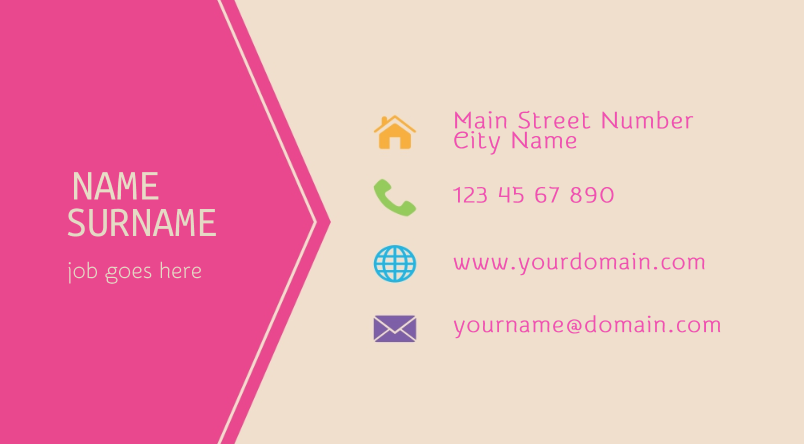 NAME
SURNAME
job goes here
Main Street Number
City Name
123 45 67 890
www.yourdomain.com
yourname@domain.com